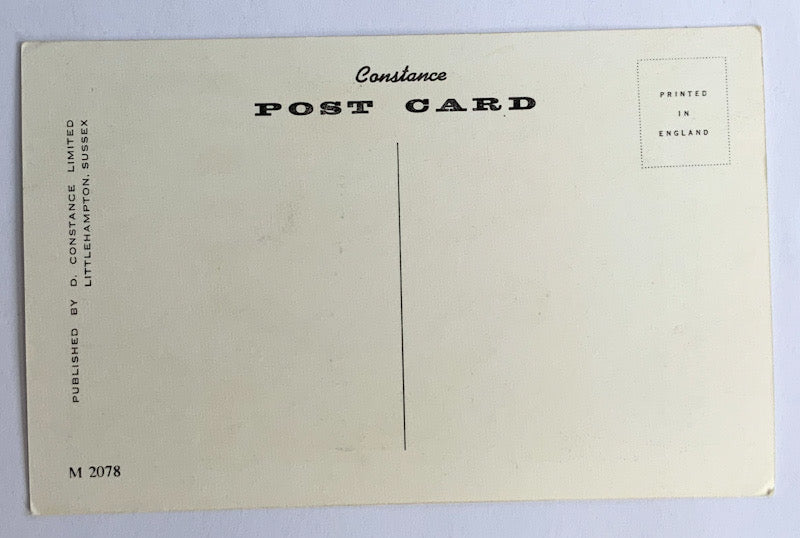 Constance
POST CARD
PRINTED
IN
ENGLAND
PUBLISHED BY D. CONSTANCE LIMITED
LITTLEHAMPTON, SUSSEX
M 2078